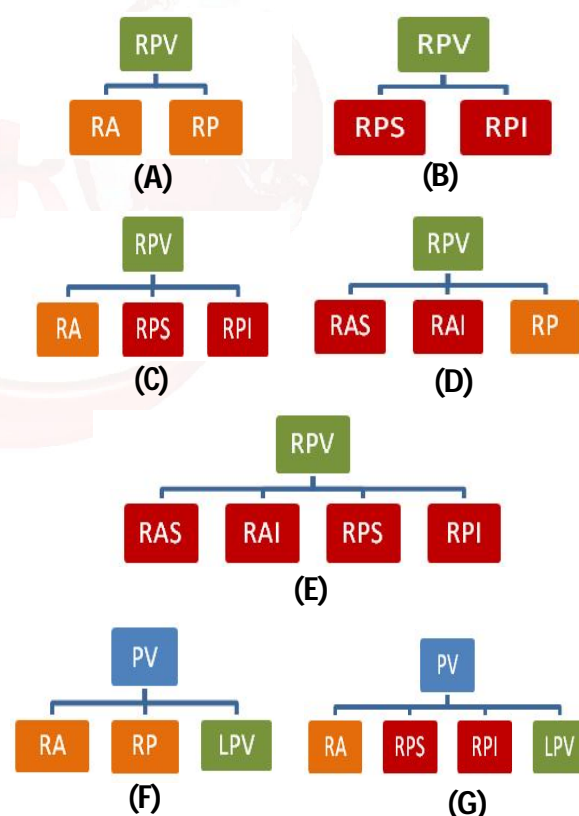 RPV RPV
RA RP RPS RPI
(A) (B)
RPV RPV
RA RPS RPI RAS RAI RP
(C) (D)
RPV
RAS RAI RPS RPI
(E)
PV PV
RA RP LPV RA RPS RPI LPV
(F) (G)